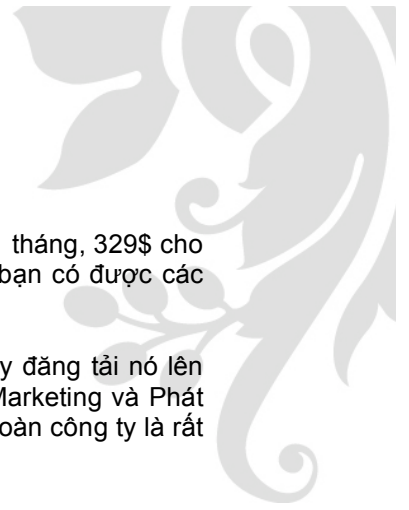 tháng, 329$ cho
bạn có được các
y đăng tải nó lên
Marketing và Phát
oàn công ty là rất